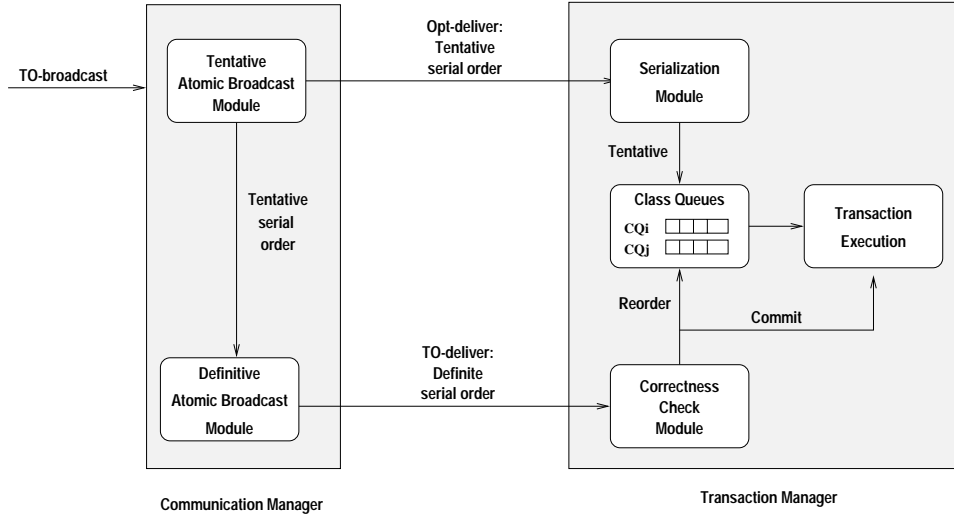 TO-broadcast
Tentative
Atomic Broadcast
Module
Tentative
serial
order
Definitive
Atomic Broadcast
Module
Communication Manager
Opt-deliver:
Tentative
serial order
TO-deliver:
Definite
serial order
Serialization
Module
Tentative
Class Queues
CQi
CQj
Transaction
Execution
Reorder
Commit
Correctness
Check
Module
Transaction Manager